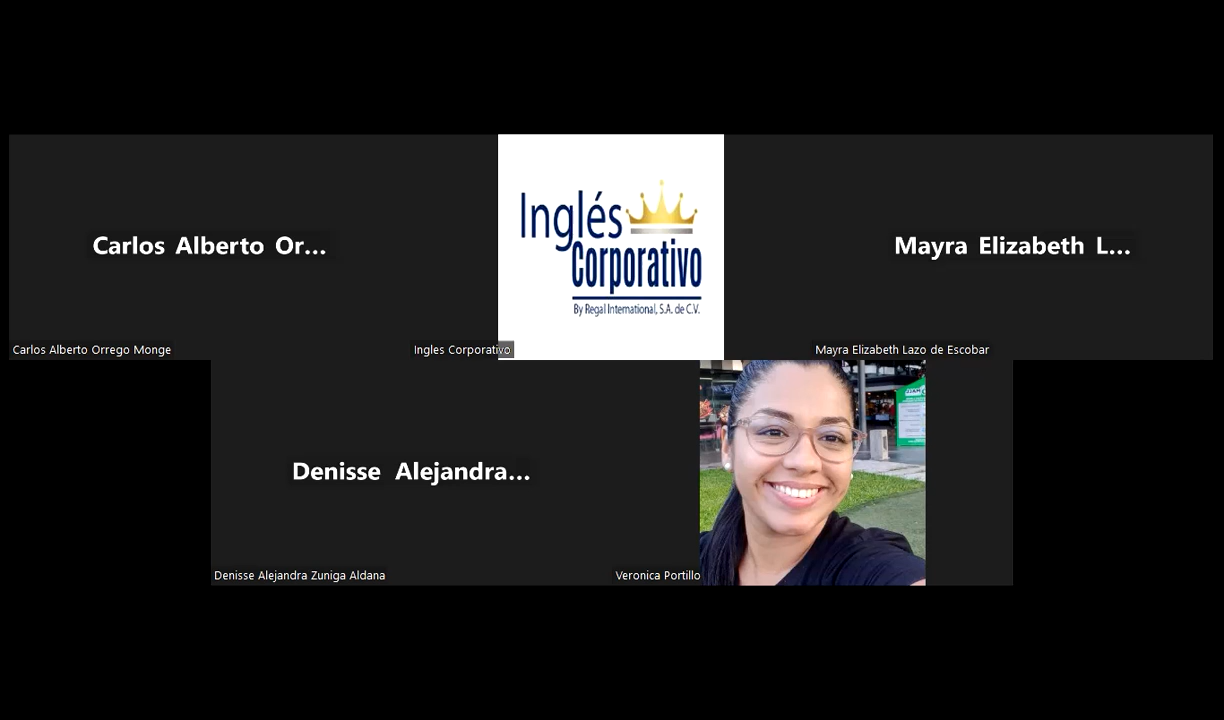 Carlos Alberto Or...
Carlos Alberto Orrego Monge
Inglés
Corporativo
By Regal International, S.A. de C.V.
Ingles Corporativo
Mayra Elizabeth L...
Mayra Elizabeth Lazo de Escobar
Denisse Alejandra...
Denisse Alejandra Zuniga Aldana
Veronica Portillo